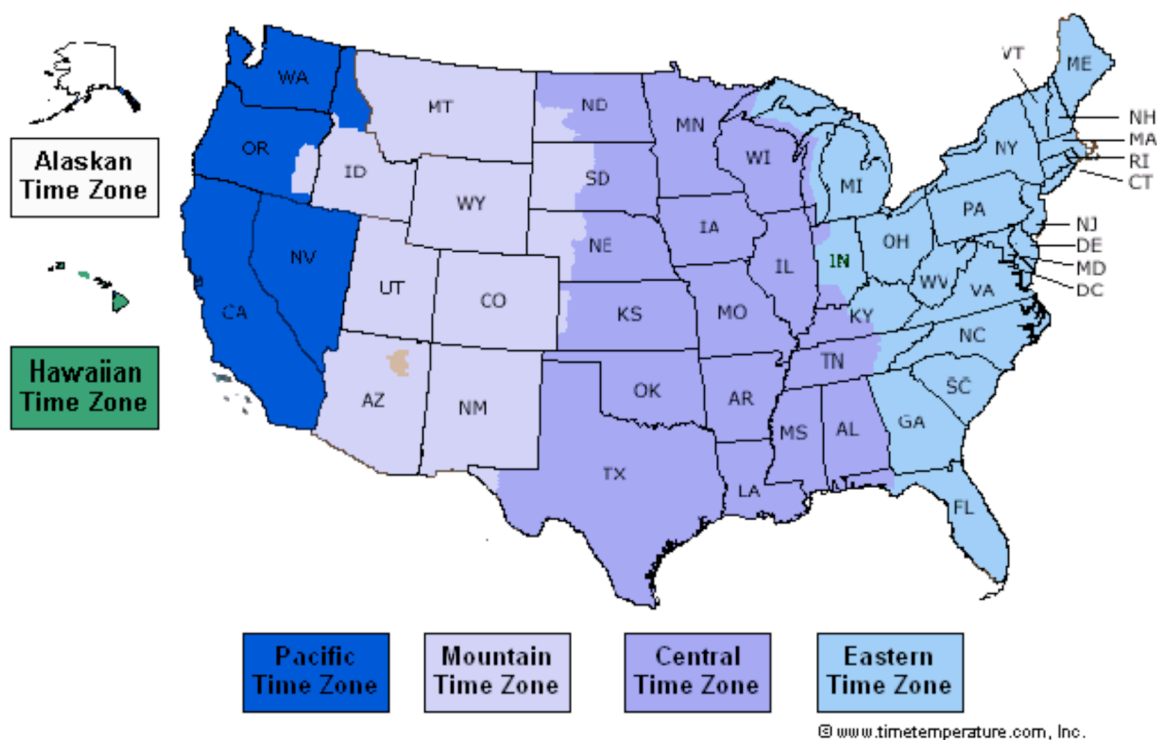 Alaskan
Time Zone
Hawaiian
Time Zone
WA
OR
CA
NV
ID
MT
WY
UT
CO
AZ
NM
ND
SD
NE
KS
OK
TX
MN
IA
MO
AR
LA
WI
IL
MS
AL
TN
KY
IN
MI
OH
WV
VA
NC
SC
GA
FL
PA
NY
VT
ME
NH
MA
RI
CT
NJ
DE
MD
DC
Pacific
Time Zone
Mountain
Time Zone
Central
Time Zone
Eastern
Time Zone
© www.timetemperature.com, Inc.